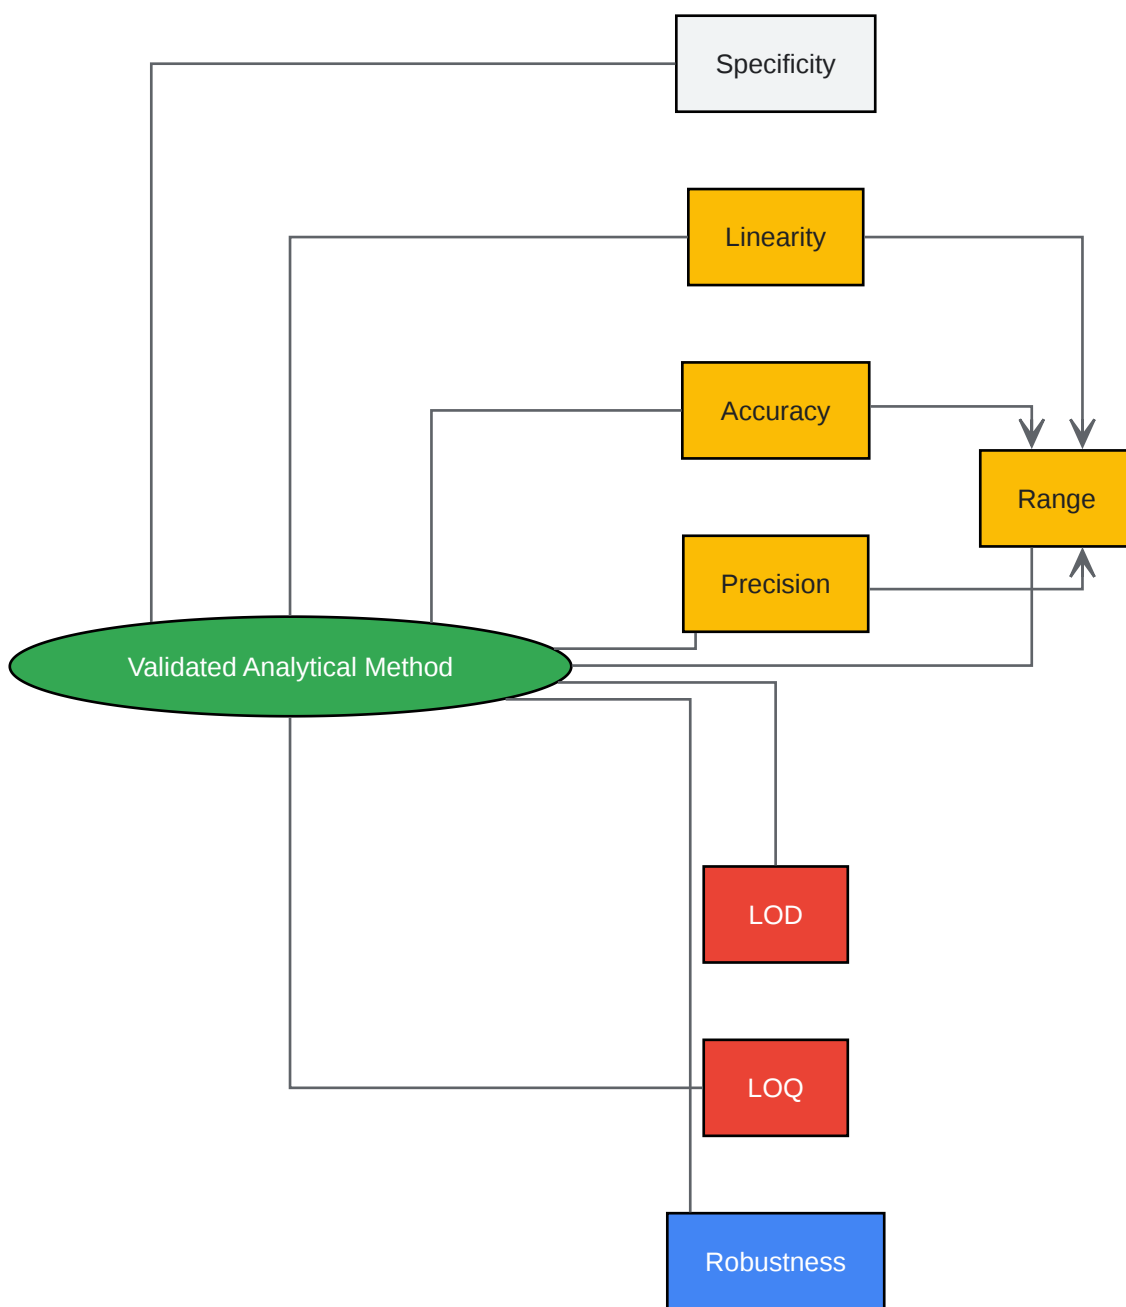 Specificity
Linearity
Accuracy
Range
Precision
Validated Analytical Method
LOD
LOQ
Robustness